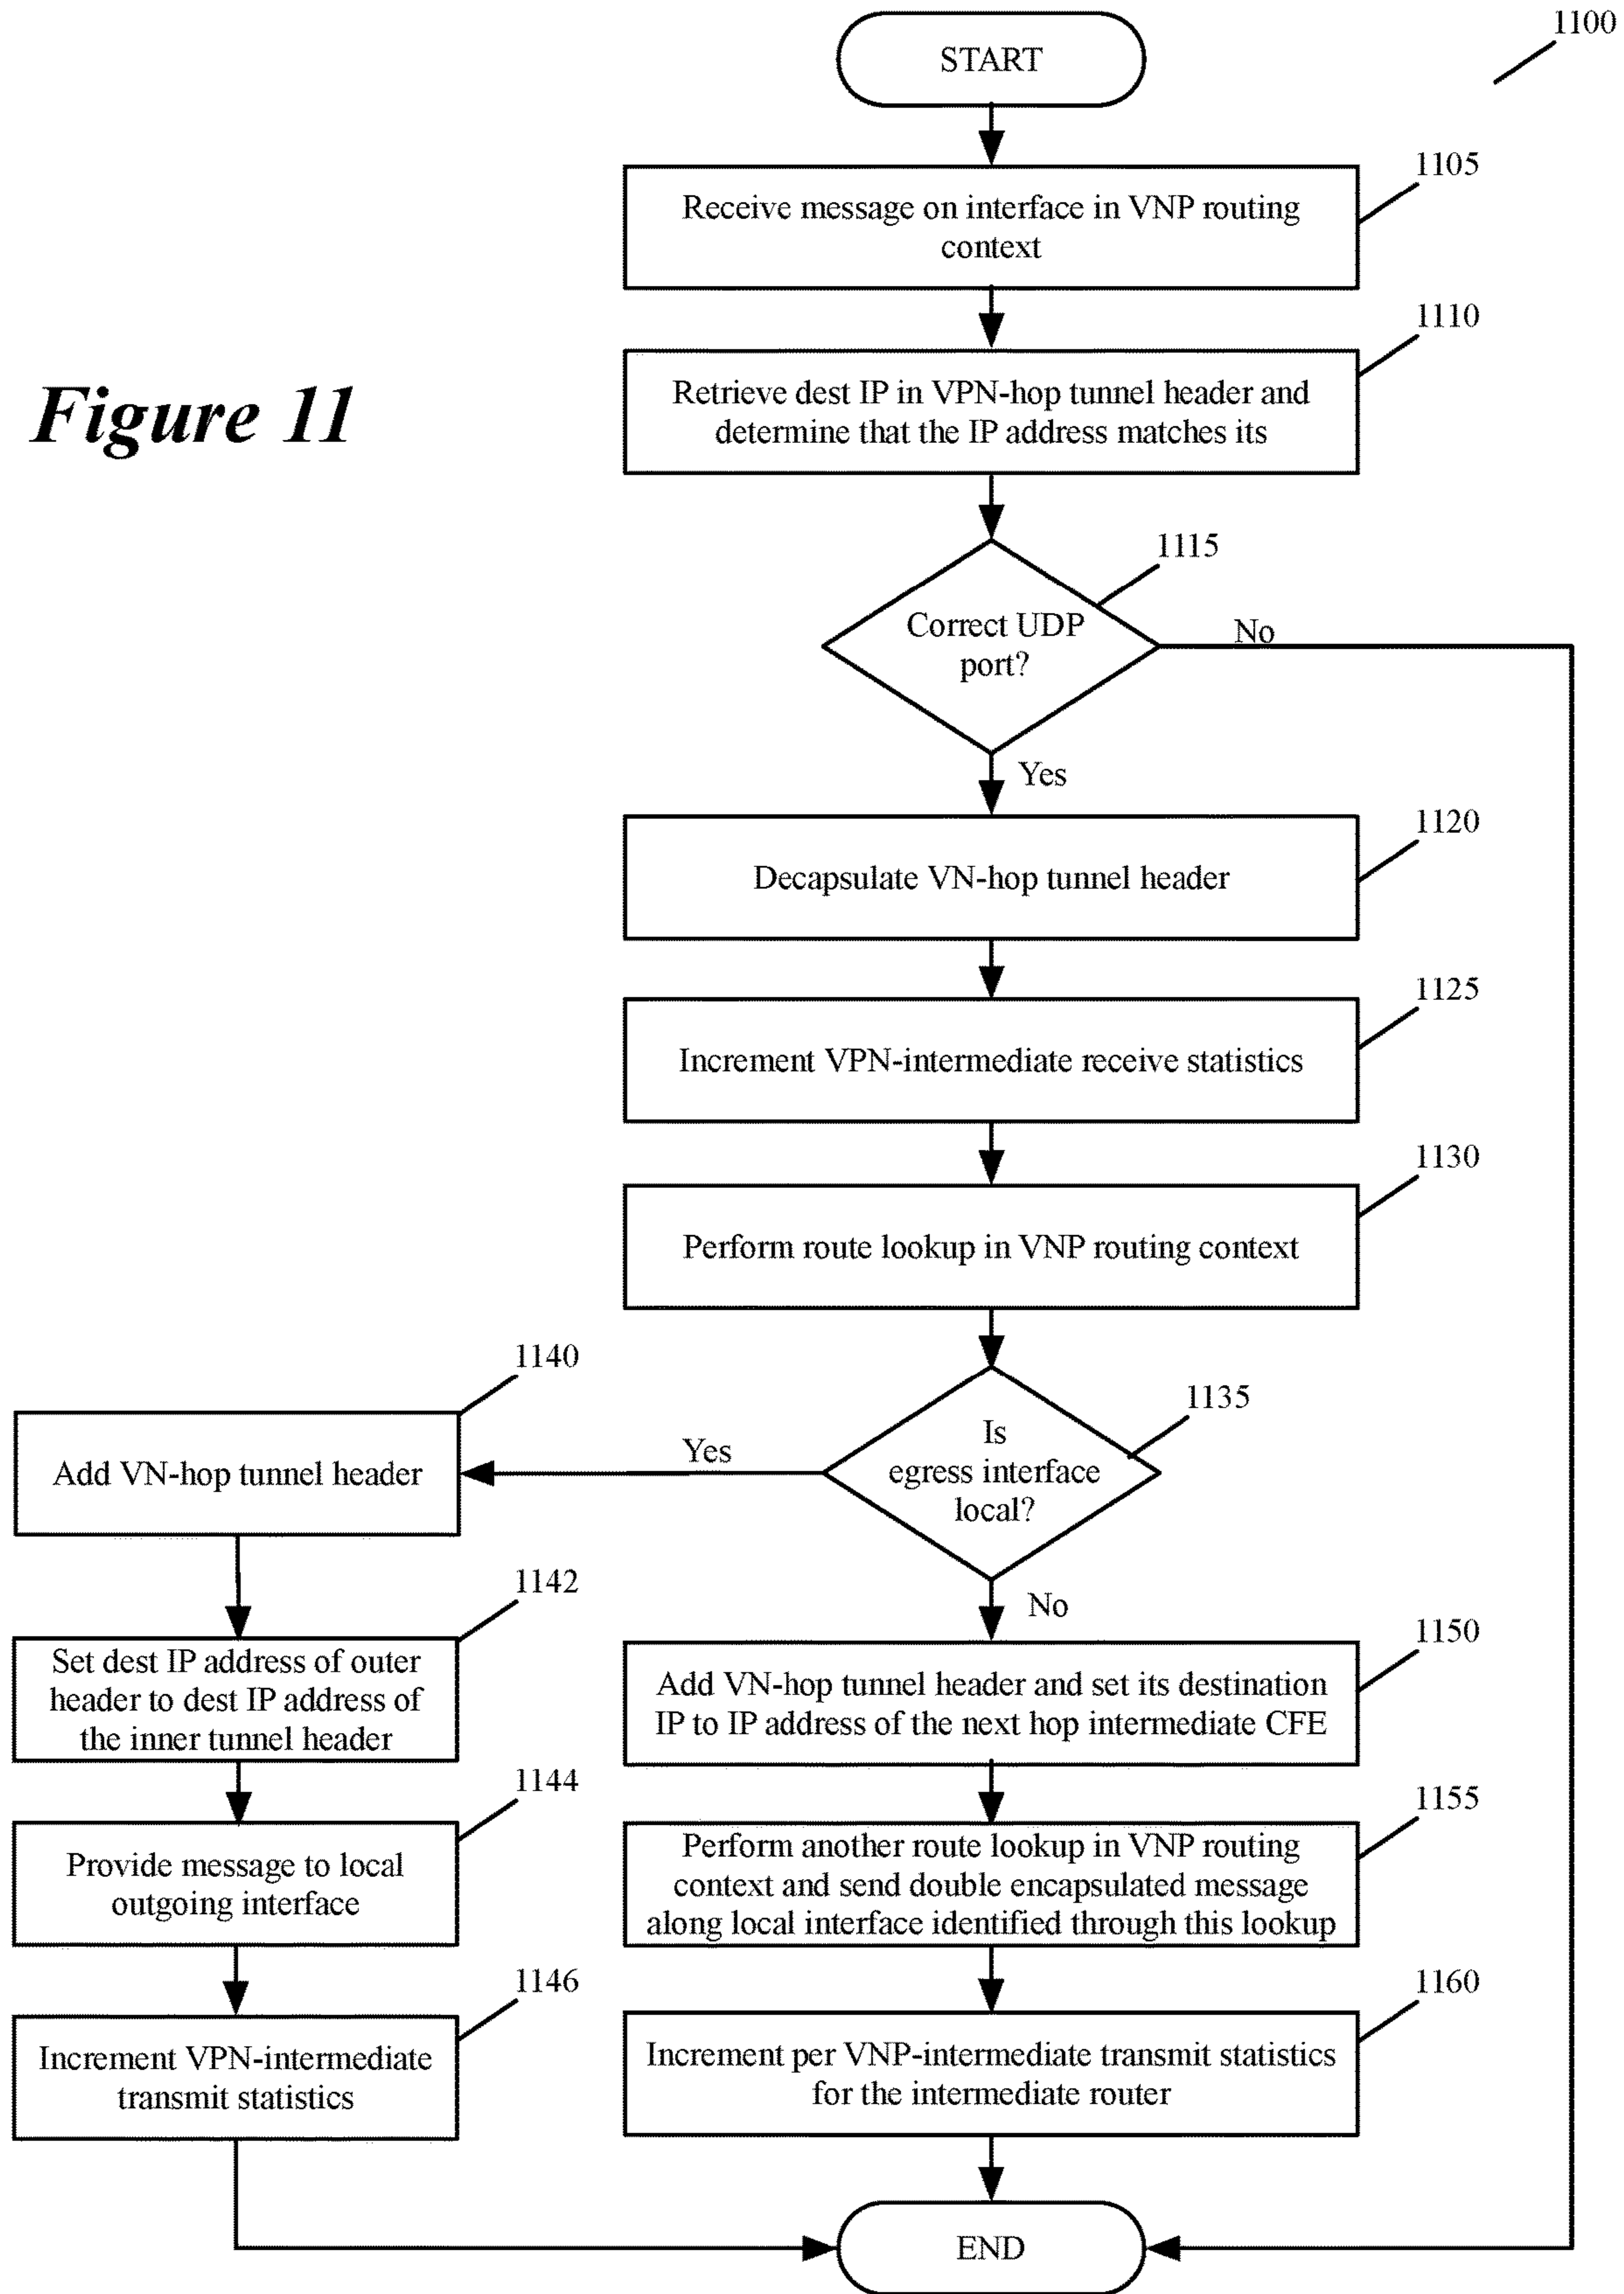 1100
START
1105
Receive message on interface in VNP routing
context
1110
Retrieve dest IP in VPN-hop tunnel header and
determine that the IP address matches its
Figure 11
1115
Correct UDP
port?
No
Yes
1120
Decapsulate VN-hop tunnel header
1125
Increment VPN-intermediate receive statistics
1130
Perform route lookup in VNP routing context
1135
Is
egress interface
local?
Yes
1140
Add VN-hop tunnel header
1142
Set dest IP address of outer
header to dest IP address of
the inner tunnel header
1144
Provide message to local
outgoing interface
1146
Increment VPN-intermediate
transmit statistics
No
1150
Add VN-hop tunnel header and set its destination
IP to IP address of the next hop intermediate CFE
1155
Perform another route lookup in VNP routing
context and send double encapsulated message
along local interface identified through this lookup
1160
Increment per VNP-intermediate transmit statistics
for the intermediate router
END